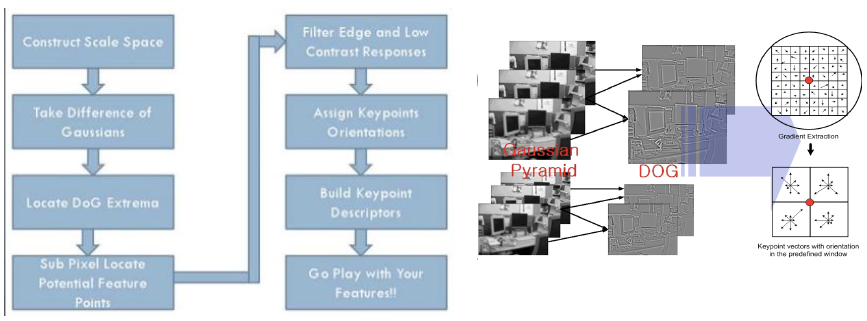 Construct Scale Space
Take Difference of
Gaussians
Locate DoG Extrema
Sub Pixel Locate
Potential Feature
Points
Filter Edge and Low
Contrast Responses
Assign Keypoints
Orientations
Build Keypoint
Descriptors
Go Play with Your
Features!!
Gaussian
Pyramid
DOG
Gradient Extraction
Keypoint vectors with orientation
in the predefined window